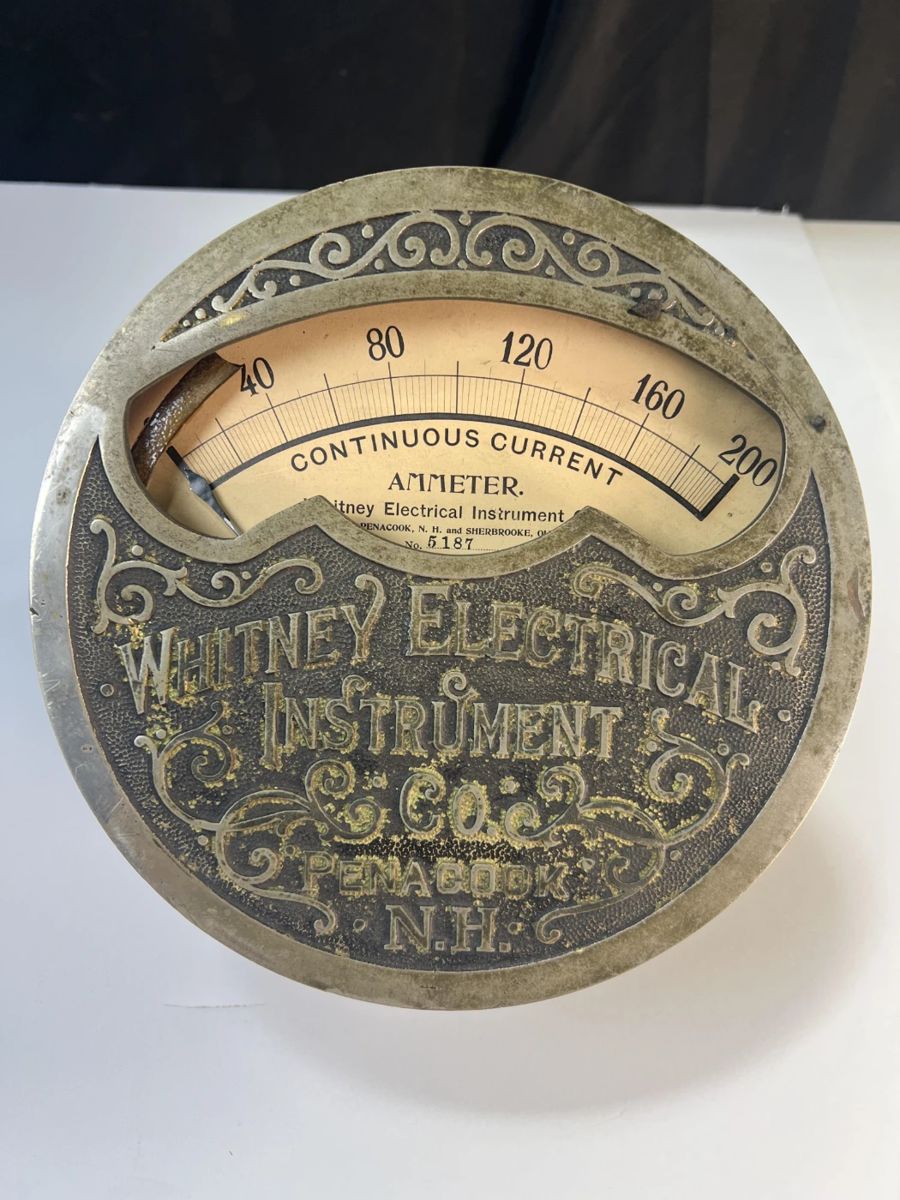 40 80 120 160 200
CONTINUOUS CURRENT
AMMETER.
Electrical Instrument
PENACOOK, N. H. and SHERBROOKE,
No. 5187
WHITNEY ELECTRICAL
INSTRUMENT
CO.
PENACOOK
N.H.